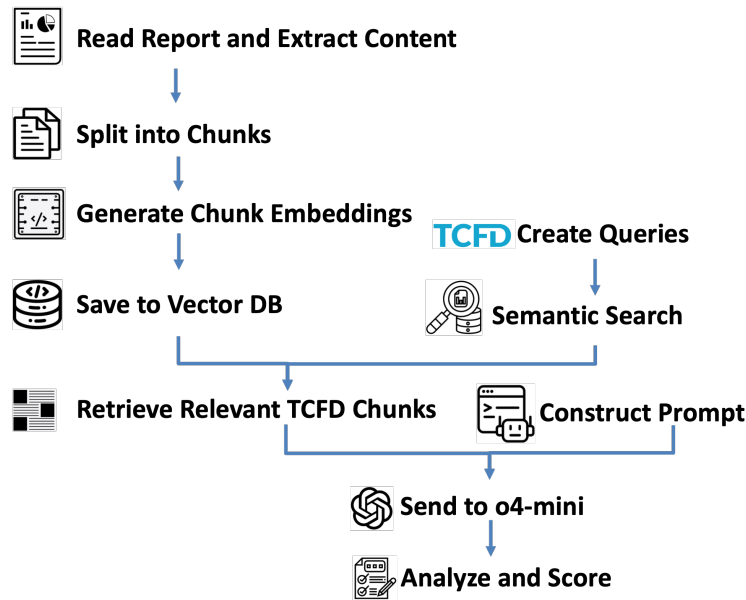 Read Report and Extract Content
Split into Chunks
Generate Chunk Embeddings
TCFD Create Queries
Save to Vector DB
Semantic Search
Retrieve Relevant TCFD Chunks
Construct Prompt
Send to o4-mini
Analyze and Score